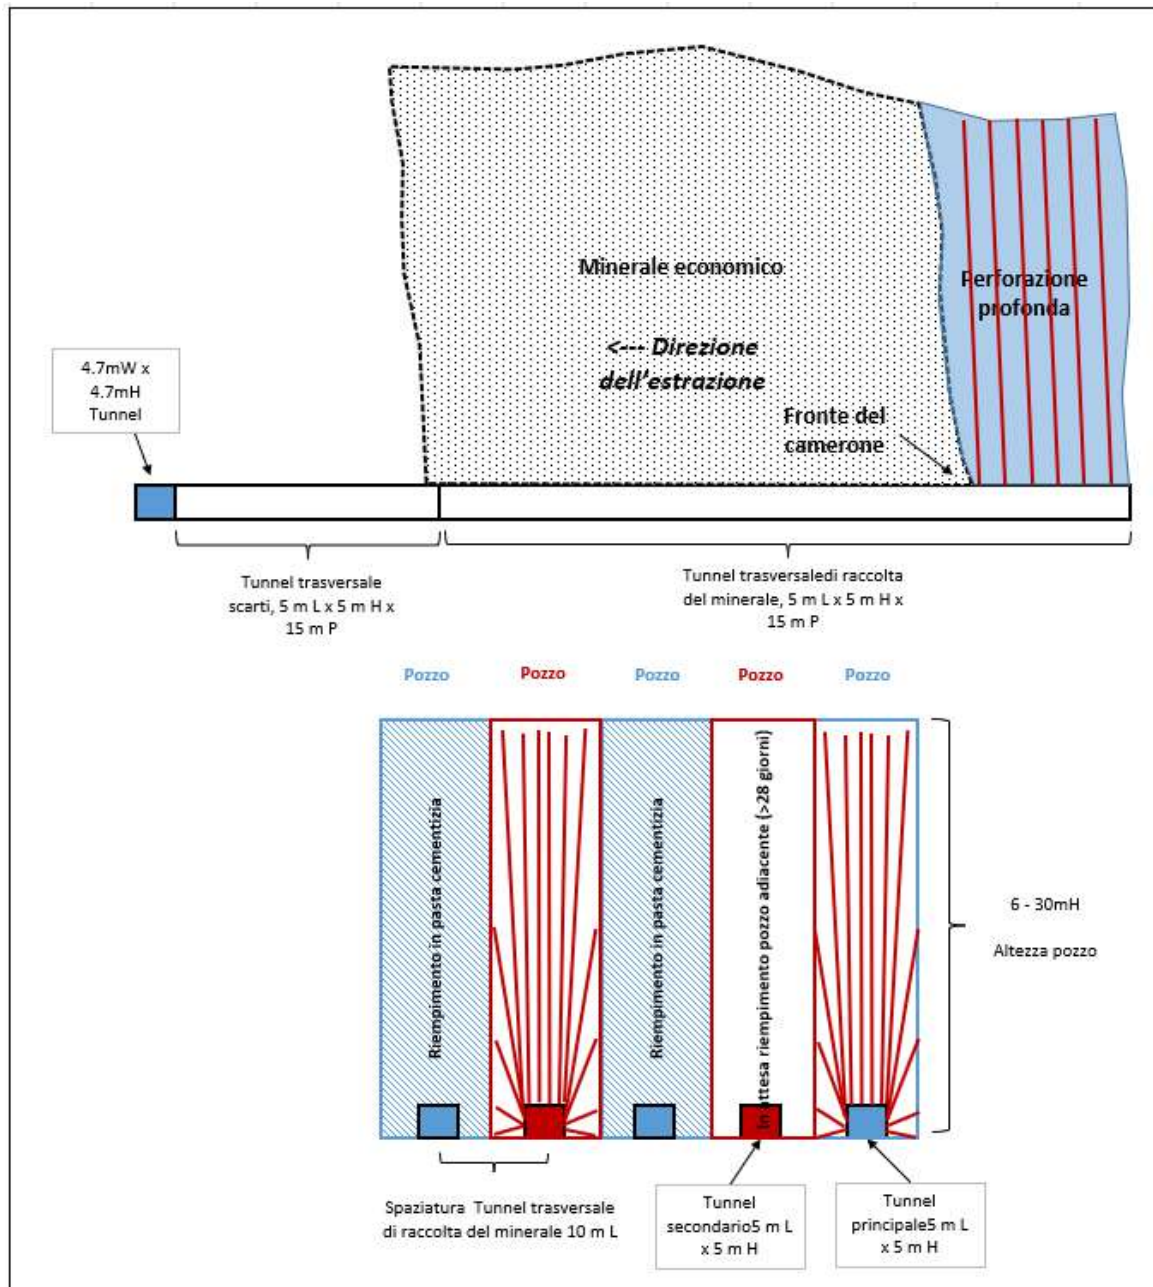 Minerale economico
Perforazione
profonda
<--- Direzione
dell'estrazione
4.7mW x
4.7mH
Tunnel
Fronte del
camerone
Tunnel trasversale
scarti, 5 m L x 5 m H x
15 m P
Tunnel trasversaledi raccolta
del minerale, 5 m L x 5 m H x
15 m P
Pozzo
Pozzo
Pozzo
Pozzo
Pozzo
Riempimento in pasta cementizia
Riempimento in pasta cementizia
In attesa riempimento pozzo adiacente (>28 giorni)
6 - 30mH
Altezza pozzo
Spaziatura Tunnel trasversale
di raccolta del minerale 10 m L
Tunnel
secondario5 m L
x 5 m H
Tunnel
principale5 m L
x 5 m H